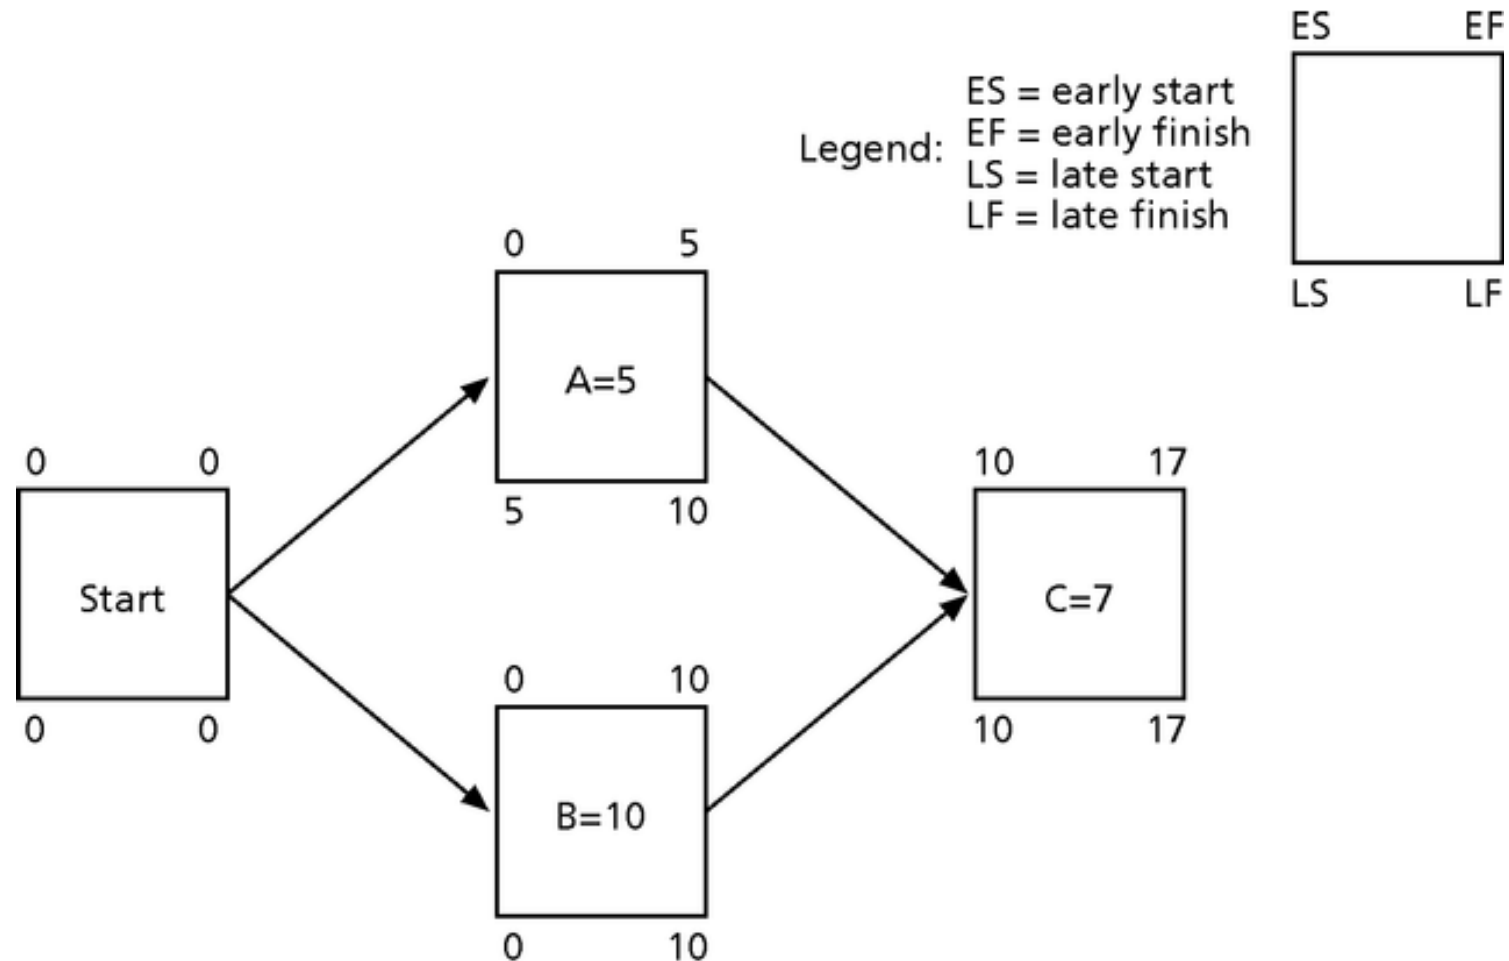 ES EF
ES = early start
EF = early finish
Legend:
LS = late start
LF = late finish
LS LF
0 5
A=5
5 10
0 0
Start
0 0
0 10
B=10
0 10
10 17
C=7
10 17